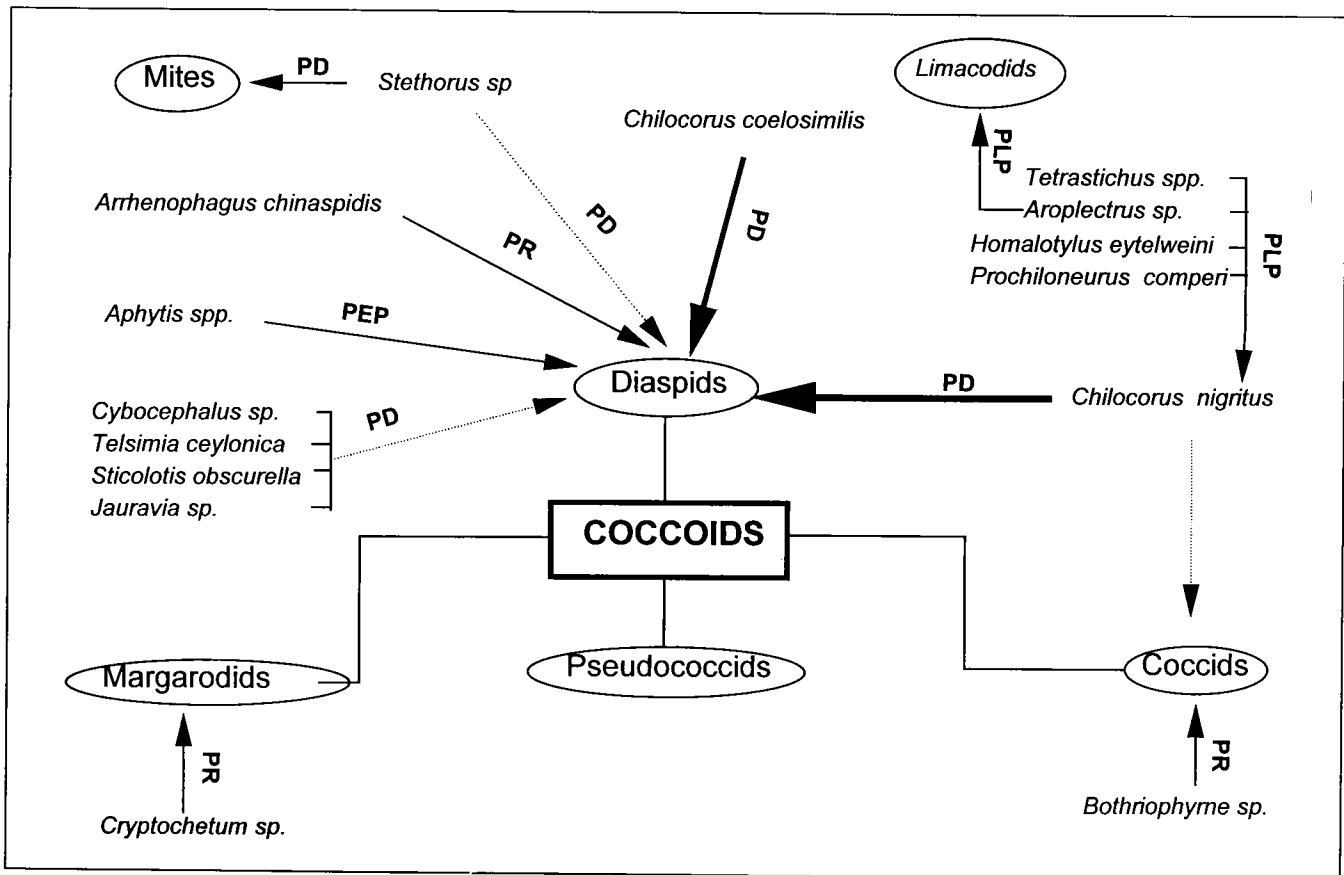 Mites
PD
Stethorus sp
Limacodids
Chilocorus coelosimilis
PLP
Tetrastichus spp.
Aroplectrus sp.
Homalotylus eytelweini
Prochiloneurus comperi
PLP
Arrhenophagus chinaspidis
PR
PD
PD
Aphytis spp.
PEP
Diaspids
PD
Chilocorus nigritus
Cybocephalus sp.
Telsimia ceylonica
Sticolotis obscurella
Jauravia sp.
PD
COCCOIDS
Margarodids
Pseudococcids
Coccids
PR
Cryptochetum sp.
PR
Bothriophyme sp.